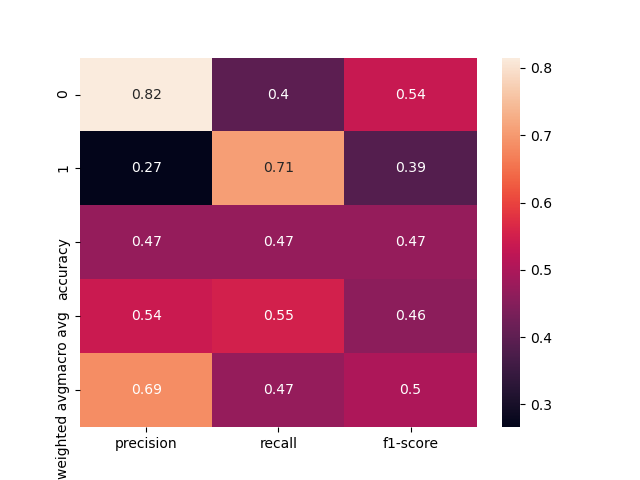 0 0.82 0.4 0.54
1 0.27 0.71 0.39
accuracy 0.47 0.47 0.47
macro avg 0.54 0.55 0.46
weighted avg 0.69 0.47 0.5
precision recall f1-score
0.8
0.7
0.6
0.5
0.4
0.3